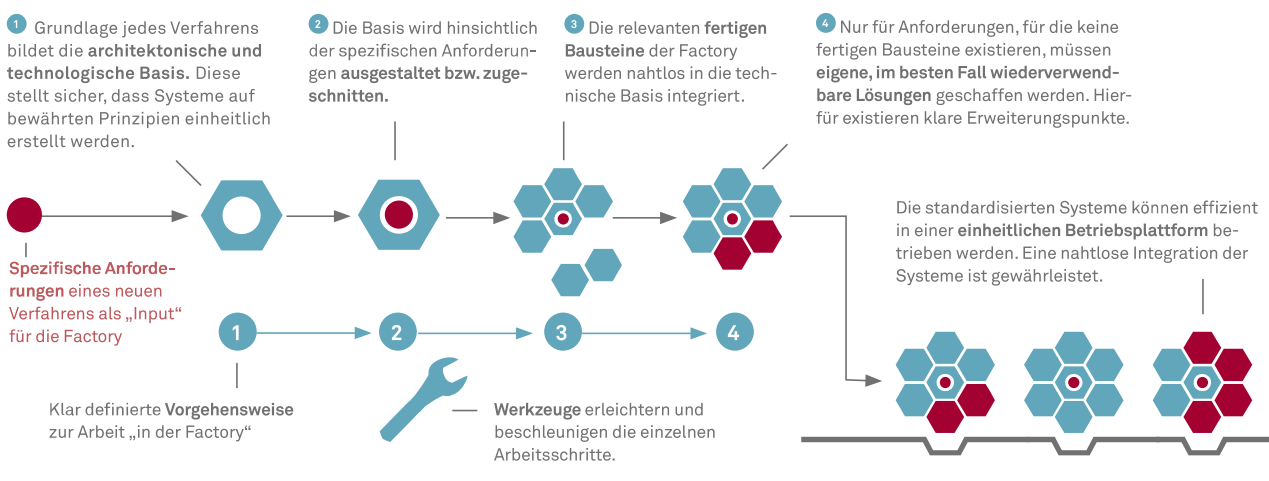 1 Grundlage jedes Verfahrens
bildet die architektonische und
technologische Basis. Diese
stellt sicher, dass Systeme auf
bewährten Prinzipien einheitlich
erstellt werden.
2 Die Basis wird hinsichtlich
der spezifischen Anforderun-
gen ausgestaltet bzw. zuge-
schnitten.
3 Die relevanten fertigen
Bausteine der Factory
werden nahtlos in die tech-
nische Basis integriert.
4 Nur für Anforderungen, für die keine
fertigen Bausteine existieren, müssen
eigene, im besten Fall wiederverwend-
bare Lösungen geschaffen werden. Hier-
für existieren klare Erweiterungspunkte.
Spezifische Anforde-
rungen eines neuen
Verfahrens als „Input“
für die Factory
Die standardisierten Systeme können effizient
in einer einheitlichen Betriebsplattform be-
trieben werden. Eine nahtlose Integration der
Systeme ist gewährleistet.
1 2 3 4
Klar definierte Vorgehensweise
zur Arbeit „in der Factory“
Werkzeuge erleichtern und
beschleunigen die einzelnen
Arbeitsschritte.